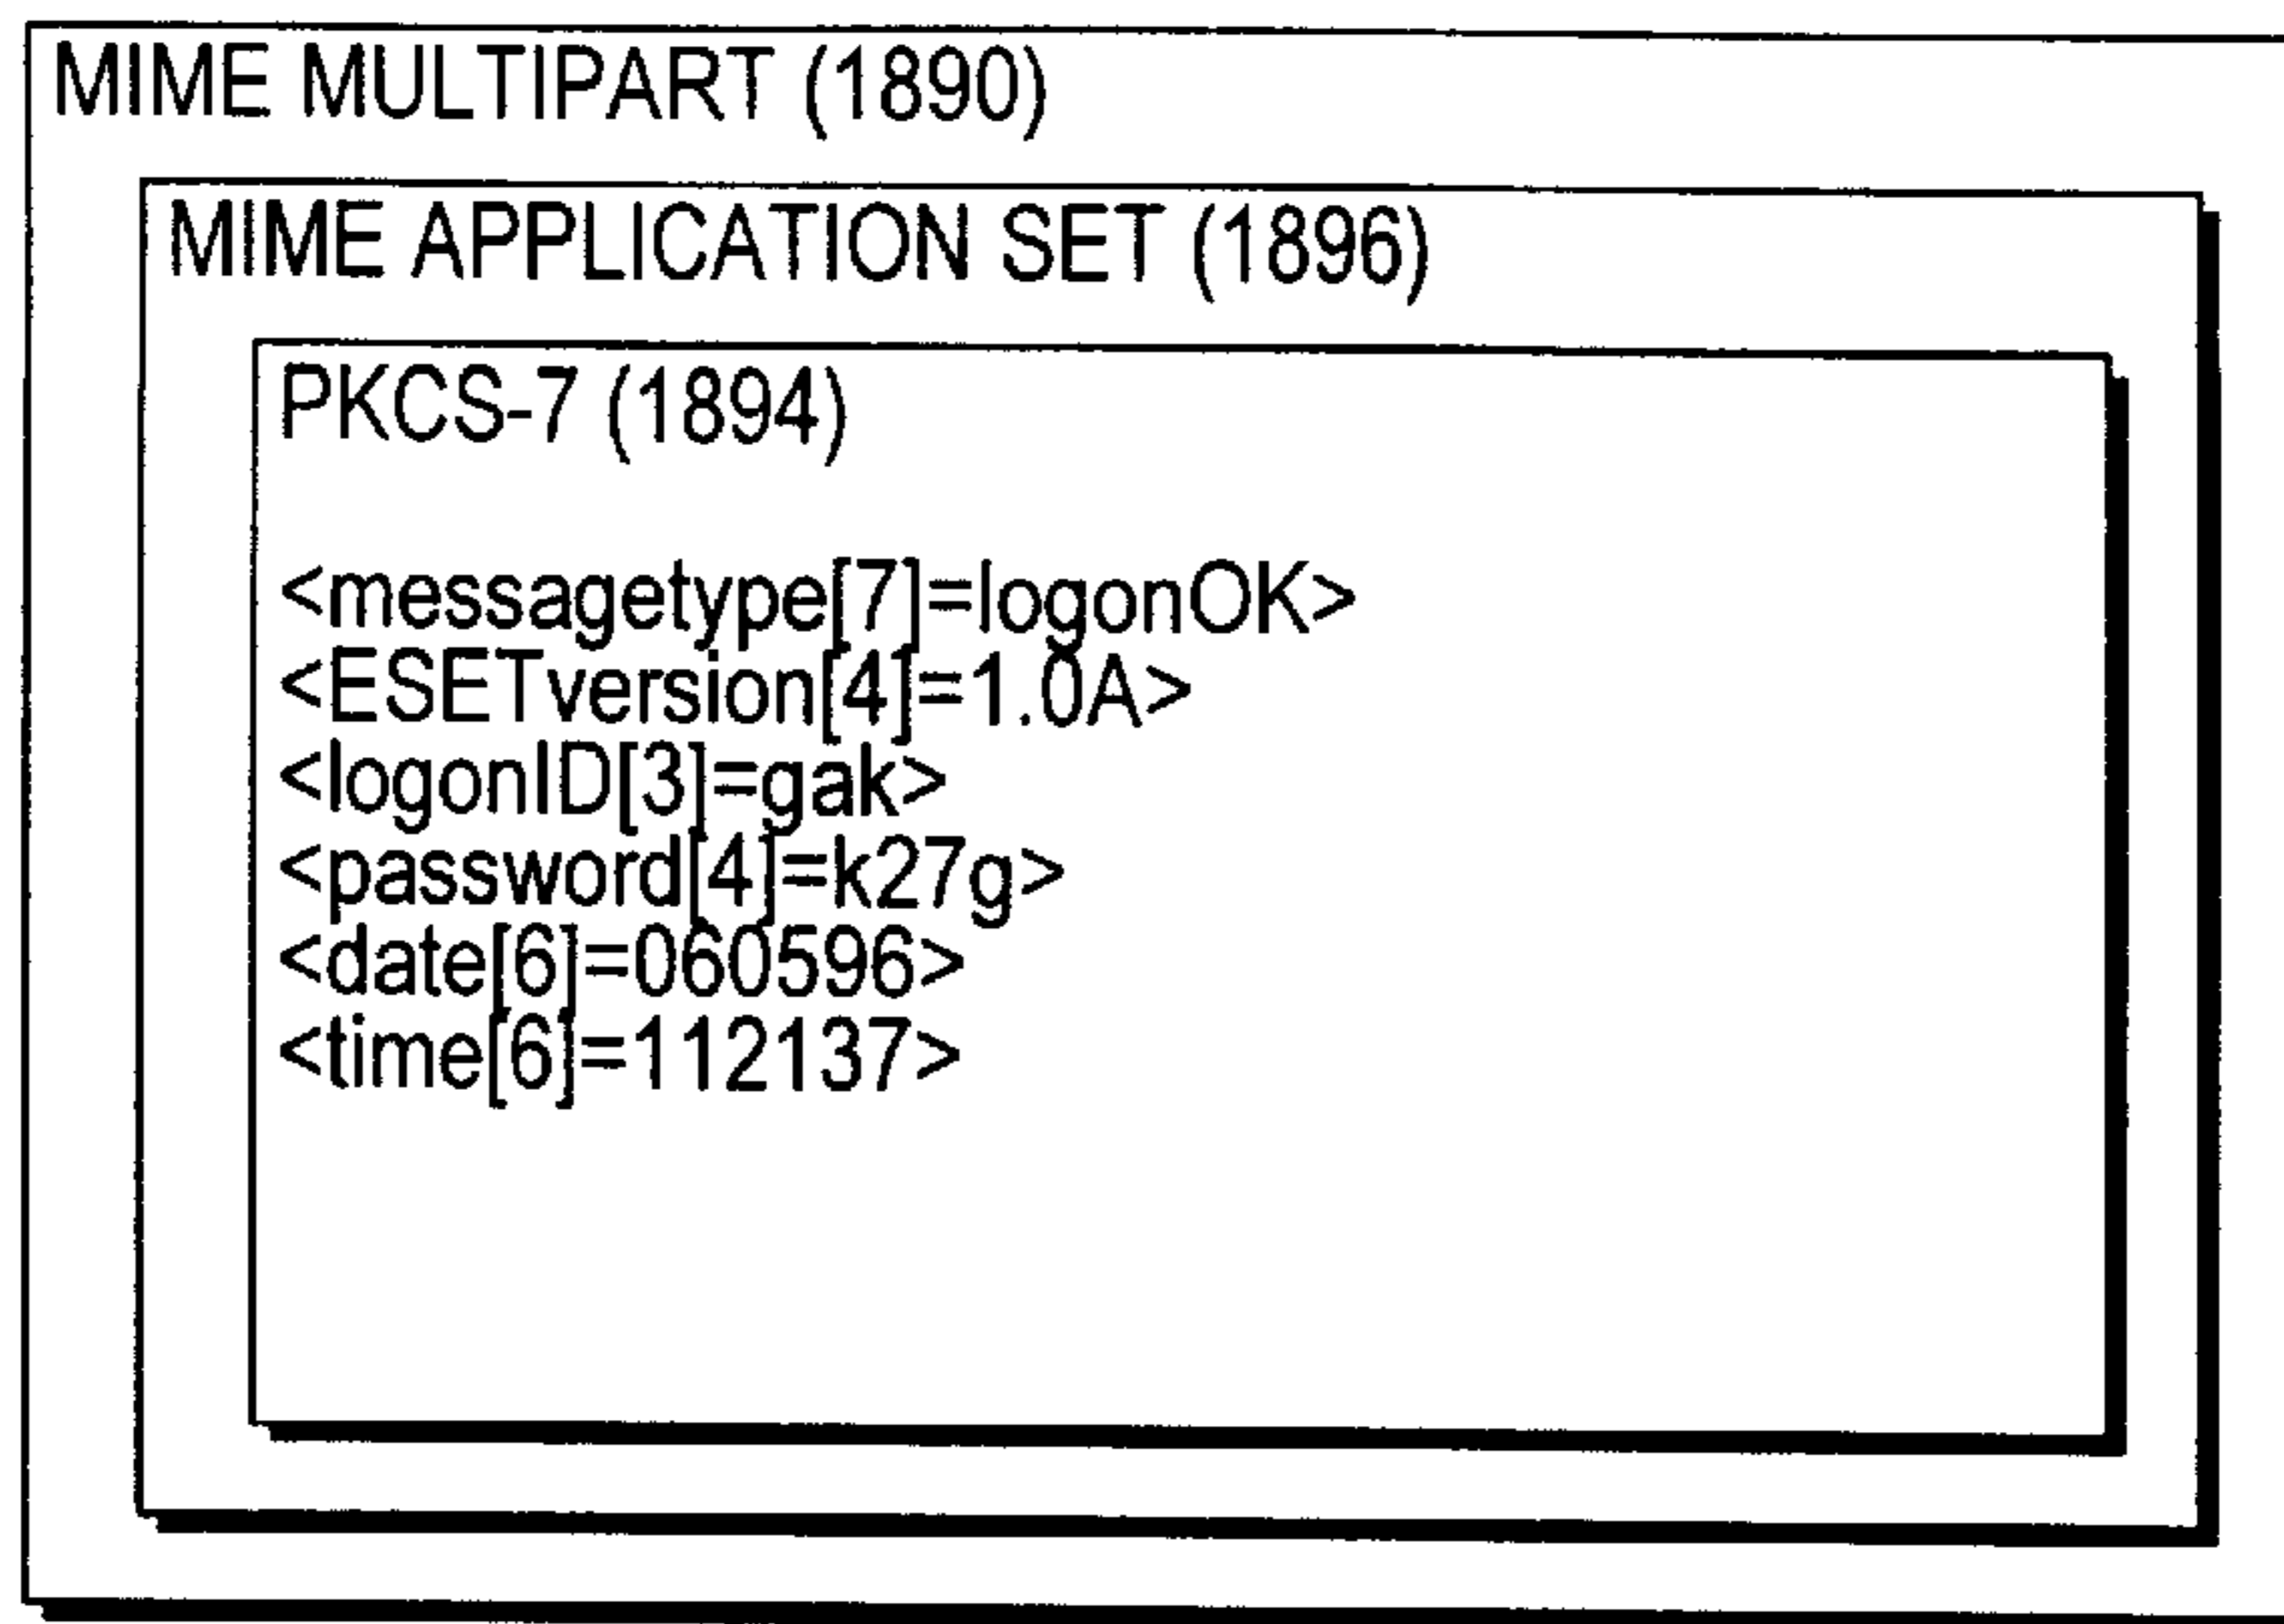 MIME MULTIPART (1890)
MIME APPLICATION SET (1896)
PKCS-7 (1894)
<messagetype[7]=logonOK>
<ESETversion[4]=1.0A>
<logonID[3]=gak>
<password[4]=k27g>
<date[6]=060596>
<time[6]=112137>